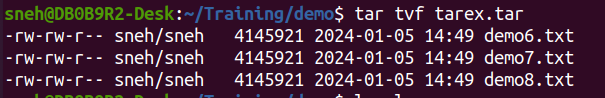 sneh@DB0B9R2-Desk:~/Training/demo$ tar tvf tarex.tar
-rw-rw-r-- sneh/sneh   4145921 2024-01-05 14:49 demo6.txt
-rw-rw-r-- sneh/sneh   4145921 2024-01-05 14:49 demo7.txt
-rw-rw-r-- sneh/sneh   4145921 2024-01-05 14:49 demo8.txt